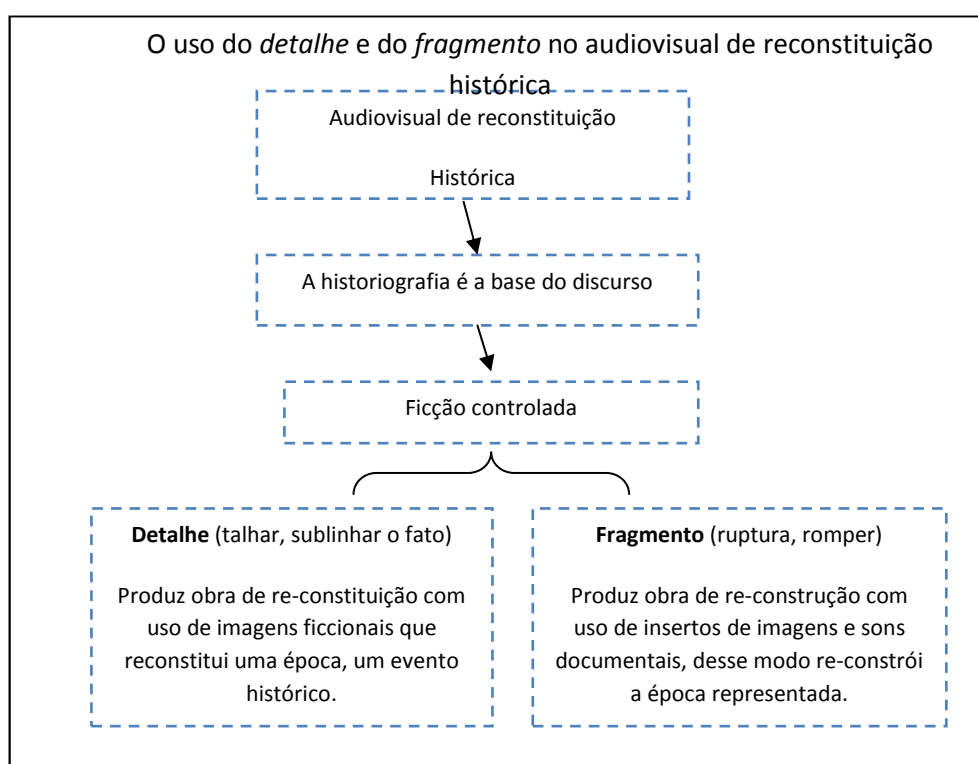 O uso do detalhe e do fragmento no audiovisual de reconstituição
histórica
Audiovisual de reconstituição
Histórica
A historiografia é a base do discurso
Ficção controlada
Detalhe (talhar, sublinhar o fato)
Produz obra de re-constituição com
uso de imagens ficcionais que
reconstitui uma época, um evento
histórico.
Fragmento (ruptura, romper)
Produz obra de re-construção com
uso de insertos de imagens e sons
documentais, desse modo re-constrói
a época representada.